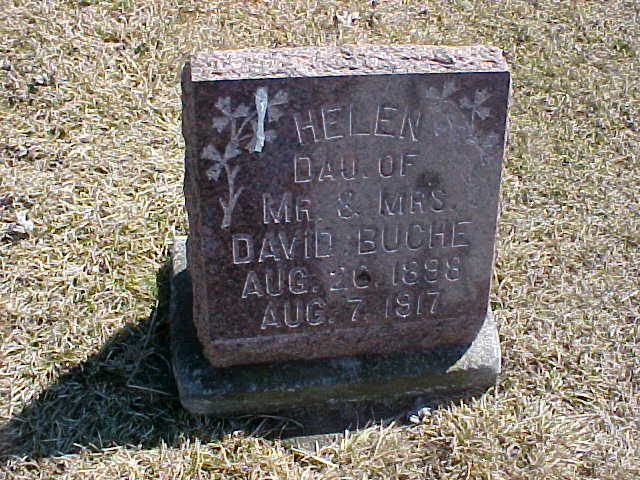 HELEN
DAU. OF
MR. & MRS.
DAVID BUCHE
AUG. 26. 1898
AUG. 7. 1917